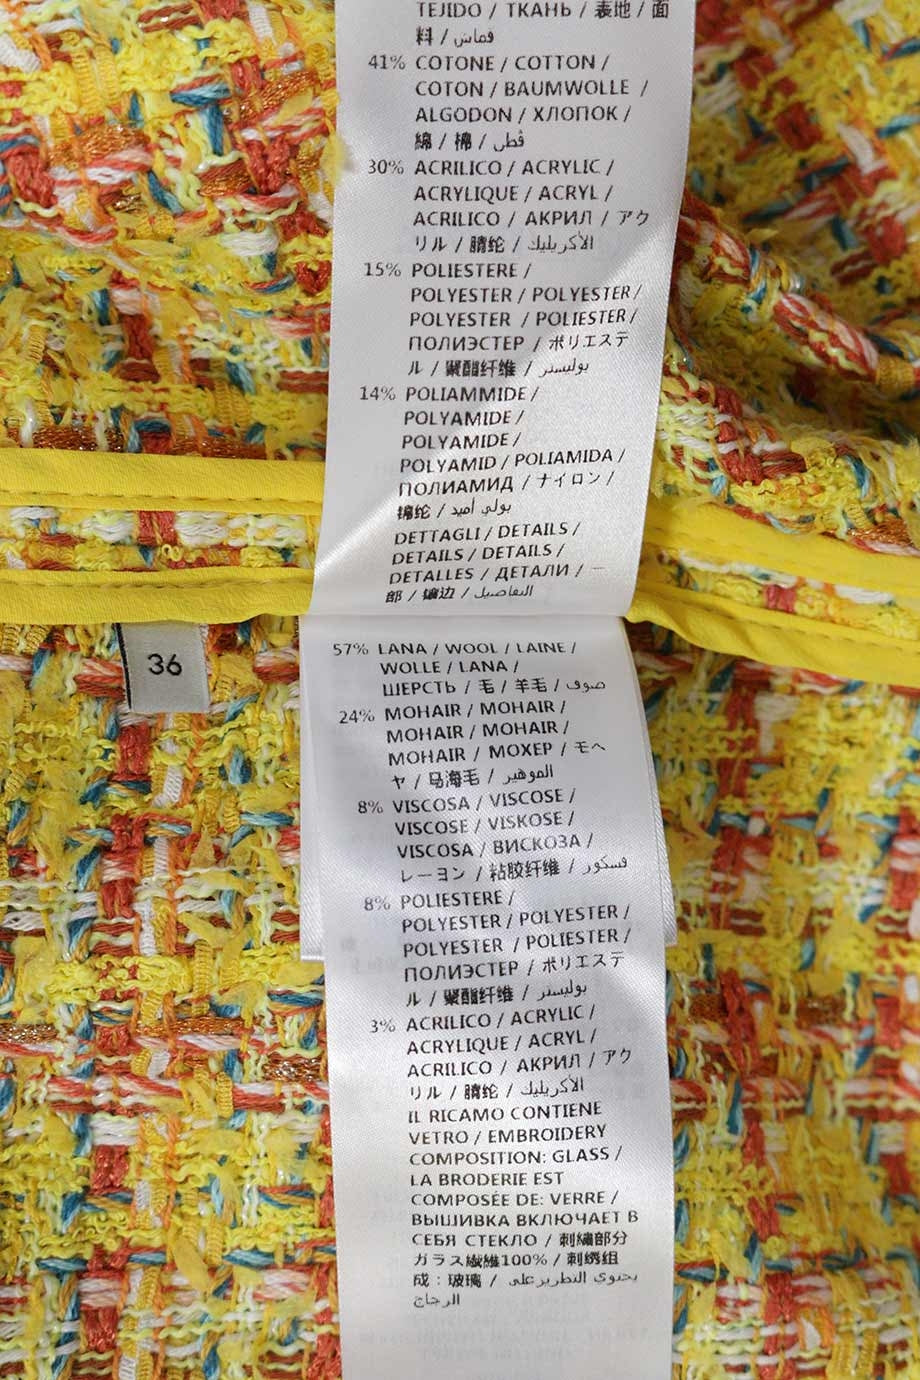 TEJIDO / ТКАНЬ / 表地 / 面
料 / قماش
41% COTONE / COTTON /
COTON / BAUMWOLLE /
ALGODON / ХЛОПОК /
綿 / 棉 / قطن
30% ACRILICO / ACRYLIC /
ACRYLIQUE / ACRYL /
ACRILICO / АКРИЛ / アク
リル / 腈纶 / الأكريليك
15% POLIESTERE /
POLYESTER / POLYESTER /
POLYESTER / POLIESTER /
ПОЛИЭСТЕР / ポリエステ
ル / 聚酯纤维 / بوليستر
14% POLIAMMIDE /
POLYAMIDE /
POLYAMIDE /
POLYAMID / POLIAMIDA /
ПОЛИАМИД / ナイロン /
锦纶 / بولي أميد
DETTAGLI / DETAILS /
DETAILS / DETAILS /
DETALLES / ДЕТАЛИ / 一
部 / 镶边 / التفاصيل
36
57% LANA / WOOL / LAINE /
WOLLE / LANA /
ШЕРСТЬ / 毛 / 羊毛 / صوف
24% MOHAIR / MOHAIR /
MOHAIR / MOHAIR /
MOHAIR / МОХЕР / モヘ
ヤ / 马海毛 / الموهير
8% VISCOSA / VISCOSE /
VISCOSE / VISKOSE /
VISCOSA / ВИСКОЗА /
レーヨン / 粘胶纤维 / فسكور
8% POLIESTERE /
POLYESTER / POLYESTER /
POLYESTER / POLIESTER /
ПОЛИЭСТЕР / ポリエステ
ル / 聚酯纤维 / بوليستر
3% ACRILICO / ACRYLIC /
ACRYLIQUE / ACRYL /
ACRILICO / АКРИЛ / アク
リル / 腈纶 / الأكريليك
IL RICAMO CONTIENE
VETRO / EMBROIDERY
COMPOSITION: GLASS /
LA BRODERIE EST
COMPOSÉE DE: VERRE /
ВЫШИВКА ВКЛЮЧАЕТ В
СЕБЯ СТЕКЛО / 刺繍部分
ガラス繊維100% / 刺绣组
成：玻璃 / يحتوي التطريز على
الزجاج